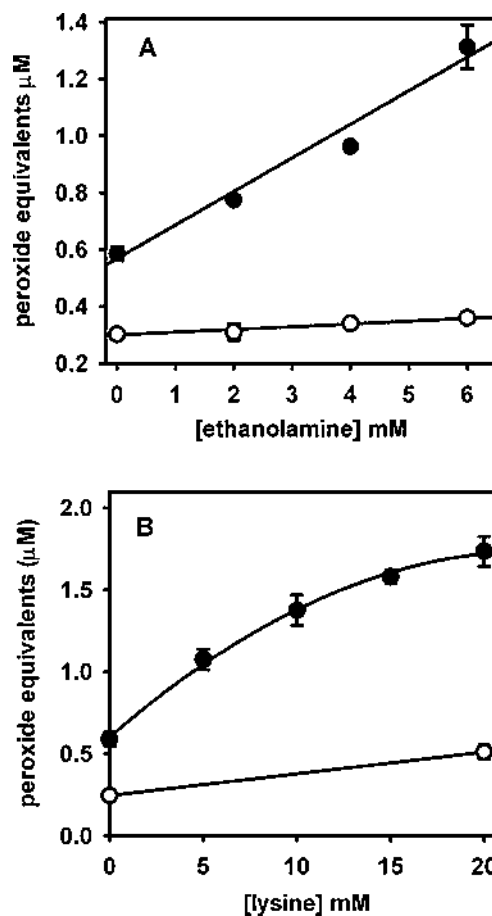 A
peroxide equivalents μM
1.4
1.2
1.0
0.8
0.6
0.4
0.2
0 1 2 3 4 5 6
[ethanolamine] mM
B
peroxide equivalents (μM)
2.0
1.5
1.0
0.5
0.0
0 5 10 15 20
[lysine] mM